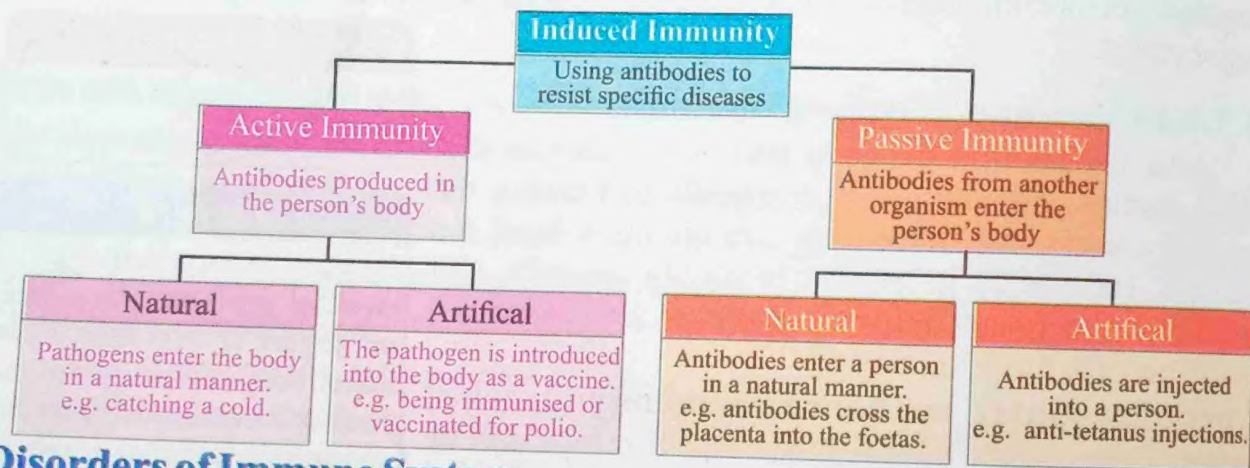 Induced Immunity
Using antibodies to
resist specific diseases
Active Immunity
Antibodies produced in
the person's body
Passive Immunity
Antibodies from another
organism enter the
person's body
Natural
Pathogens enter the body
in a natural manner.
e.g. catching a cold.
Artifical
The pathogen is introduced
into the body as a vaccine.
e.g. being immunised or
vaccinated for polio.
Natural
Antibodies enter a person
in a natural manner.
e.g. antibodies cross the
placenta into the foetas.
Artifical
Antibodies are injected
into a person.
e.g. anti-tetanus injections.
Disorders of Immune